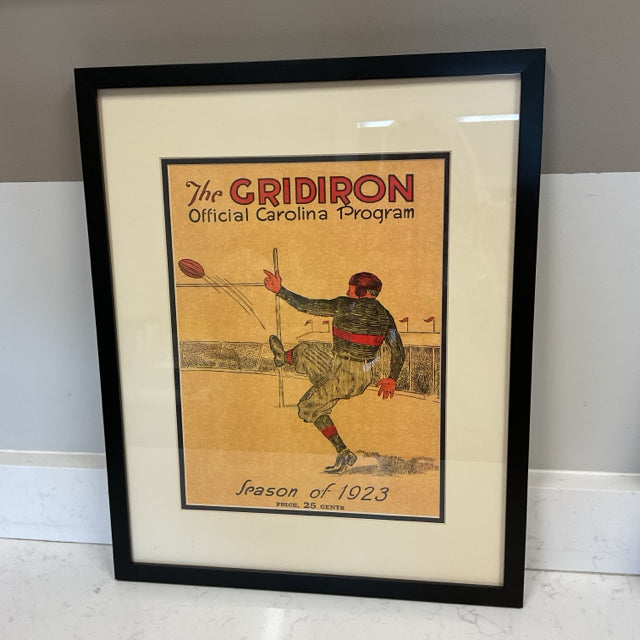 The GRIDIRON
Official Carolina Program
Season of 1923
PRICE, 25 CENTS